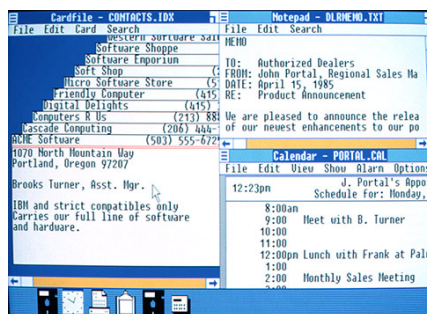 Cardfile - CONTACTS.IDX
File Edit Card Search
Western Software Sal
Software Shoppe
Software Emporium
Soft Shop
Micro Software Store (5
Friendly Computer (415
Digital Delights (415)
Computers R Us (213) 88
Cascade Computing (206) 444-
ACME Software (503) 555-672
1070 North Mountain Way
Portland, Oregon 97207
Brooks Turner, Asst. Mgr.
IBM and strict compatibles only
Carries our full line of software
and hardware.
Notepad - DLRMEMO.TXT
File Edit Search
MEMO
TO: Authorized Dealers
FROM: John Portal, Regional Sales Ma
DATE: April 15, 1985
RE: Product Announcement
We are pleased to announce the relea
of our newest enhancements to our po
Calendar - PORTAL.CAL
File Edit View Show Alarm Options
12:23pm J. Portal's Appo
Schedule for: Monday,
8:00am
9:00 Meet with B. Turner
10:00
11:00
12:00pm Lunch with Frank at Pal
1:00
2:00 Monthly Sales Meeting